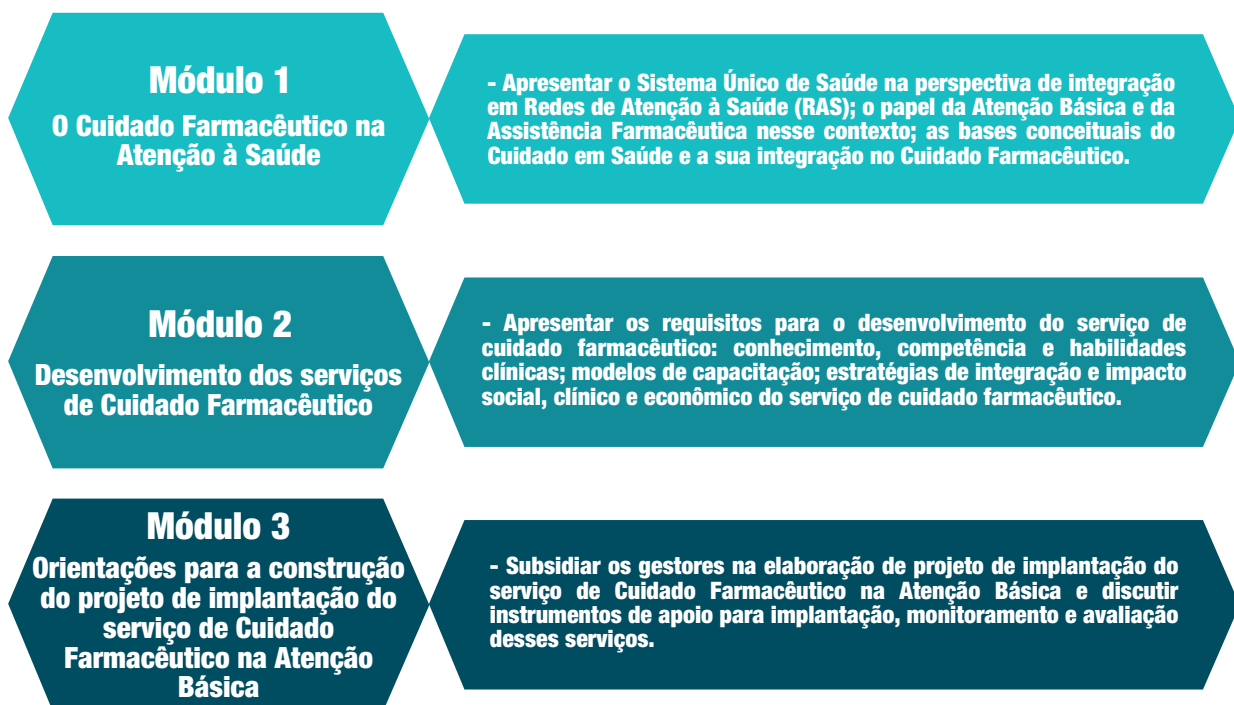 Módulo 1
O Cuidado Farmacêutico na
Atenção à Saúde
- Apresentar o Sistema Único de Saúde na perspectiva de integração
em Redes de Atenção à Saúde (RAS); o papel da Atenção Básica e da
Assistência Farmacêutica nesse contexto; as bases conceituais do
Cuidado em Saúde e a sua integração no Cuidado Farmacêutico.
Módulo 2
Desenvolvimento dos serviços
de Cuidado Farmacêutico
- Apresentar os requisitos para o desenvolvimento do serviço de
cuidado farmacêutico: conhecimento, competência e habilidades
clínicas; modelos de capacitação; estratégias de integração e impacto
social, clínico e econômico do serviço de cuidado farmacêutico.
Módulo 3
Orientações para a construção
do projeto de implantação do
serviço de Cuidado
Farmacêutico na Atenção
Básica
- Subsidiar os gestores na elaboração de projeto de implantação do
serviço de Cuidado Farmacêutico na Atenção Básica e discutir
instrumentos de apoio para implantação, monitoramento e avaliação
desses serviços.